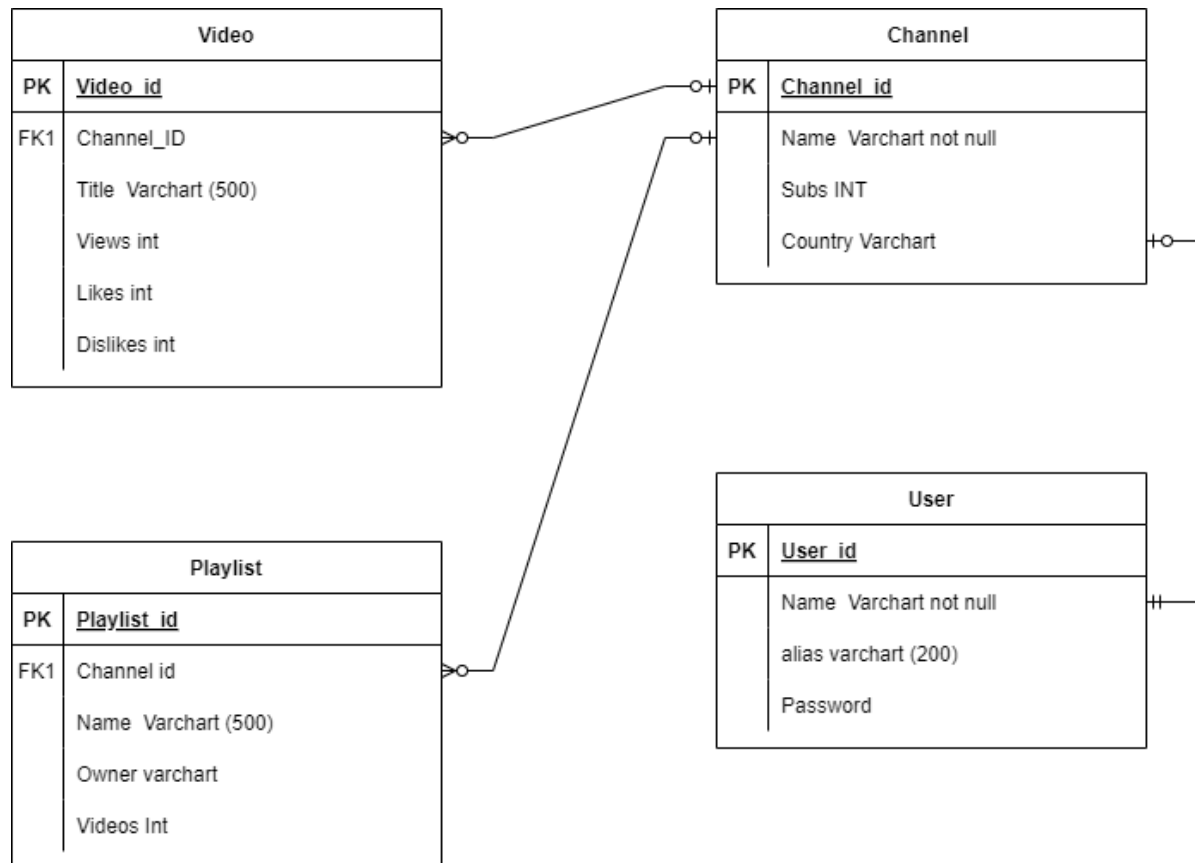 Video
PK Video_id
FK1 Channel_ID
Title Varchart (500)
Views int
Likes int
Dislikes int
Channel
PK Channel_id
Name Varchart not null
Subs INT
Country Varchart
Playlist
PK Playlist_id
FK1 Channel id
Name Varchart (500)
Owner varchart
Videos Int
User
PK User_id
Name Varchart not null
alias varchart (200)
Password